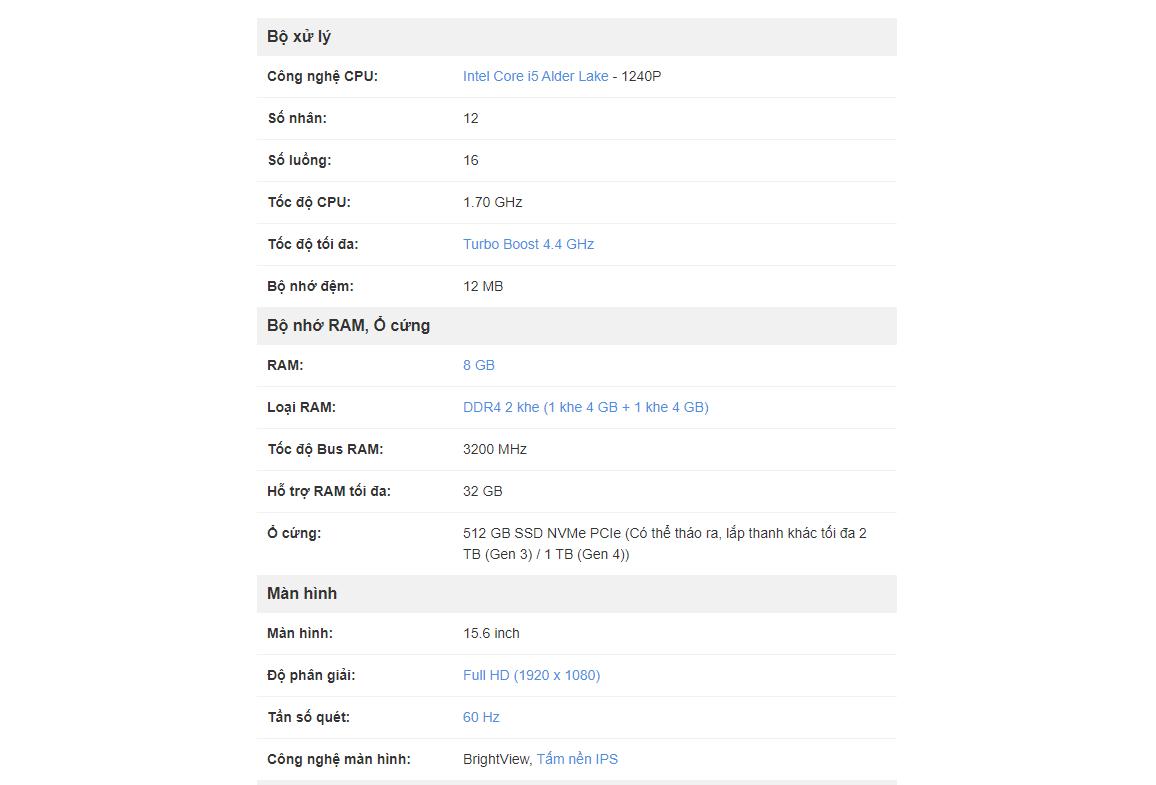 Bộ xử lý
Công nghệ CPU: Intel Core i5 Alder Lake - 1240P
Số nhân: 12
Số luồng: 16
Tốc độ CPU: 1.70 GHz
Tốc độ tối đa: Turbo Boost 4.4 GHz
Bộ nhớ đệm: 12 MB
Bộ nhớ RAM, Ổ cứng
RAM: 8 GB
Loại RAM: DDR4 2 khe (1 khe 4 GB + 1 khe 4 GB)
Tốc độ Bus RAM: 3200 MHz
Hỗ trợ RAM tối đa: 32 GB
Ổ cứng: 512 GB SSD NVMe PCIe (Có thể tháo ra, lắp thanh khác tối đa 2
TB (Gen 3) / 1 TB (Gen 4))
Màn hình
Màn hình: 15.6 inch
Độ phân giải: Full HD (1920 x 1080)
Tần số quét: 60 Hz
Công nghệ màn hình: BrightView, Tấm nền IPS